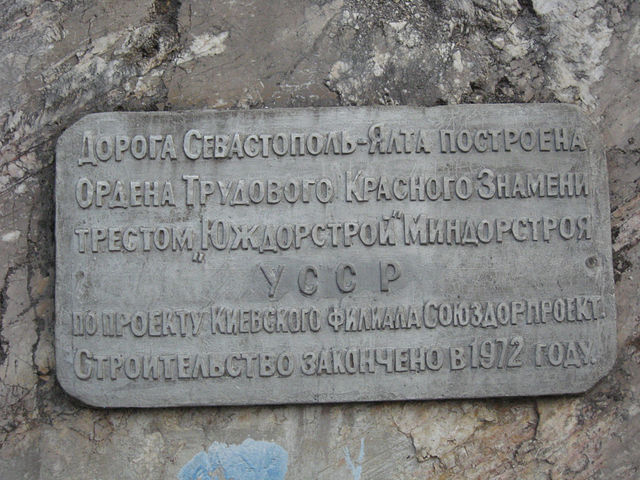 Дорога Севастополь-Ялта построена
Ордена Трудового Красного Знамени
трестом „Юждорстрой“ Миндорстроя
УССР
по проекту Киевского филиала Союздорпроект.
Строительство закончено в 1972 году.